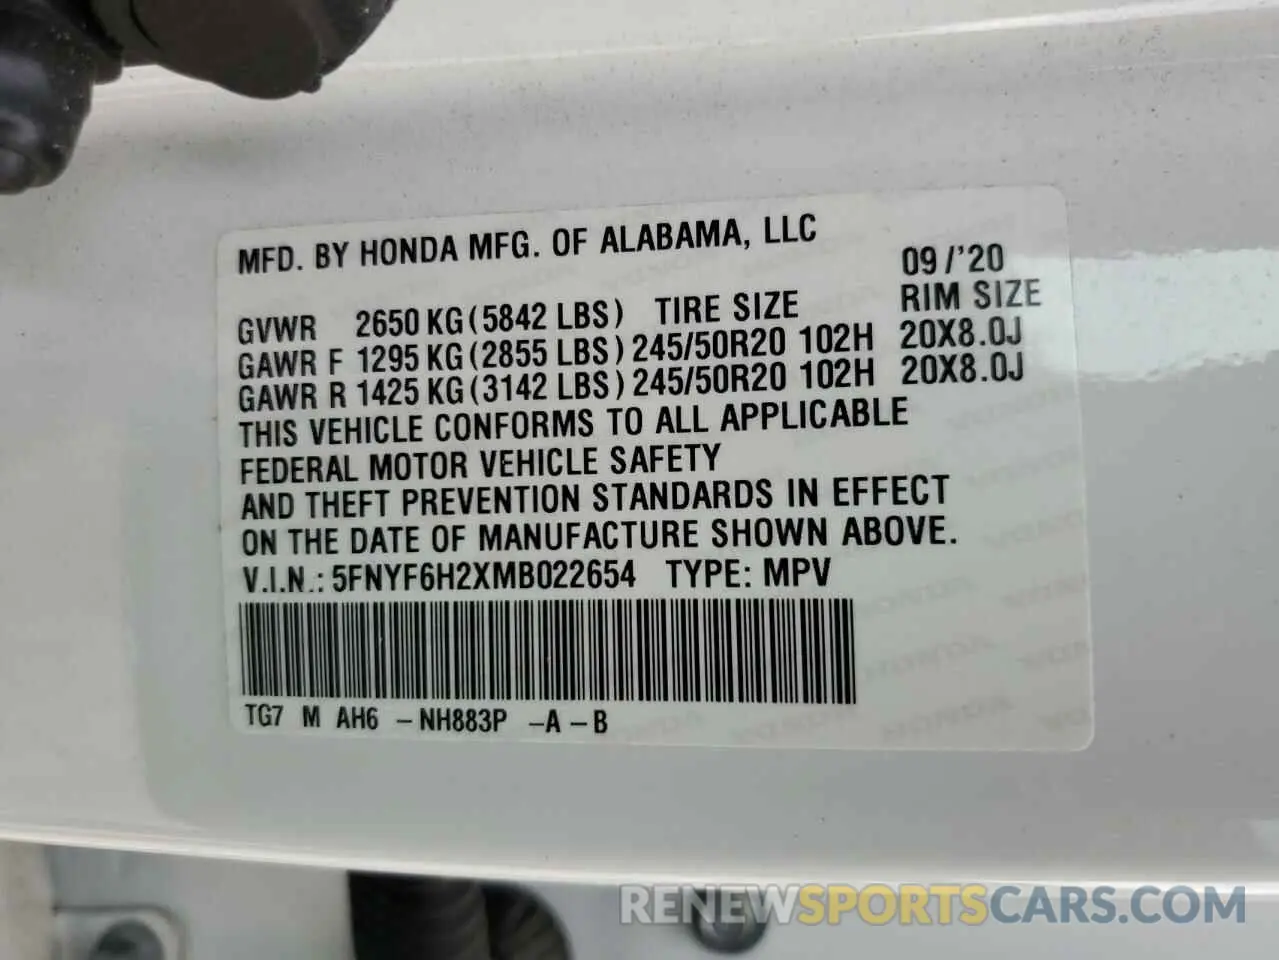 MFD. BY HONDA MFG. OF ALABAMA, LLC 09/'20
GVWR 2650 KG (5842 LBS) TIRE SIZE RIM SIZE
GAWR F 1295 KG (2855 LBS) 245/50R20 102H 20X8.0J
GAWR R 1425 KG (3142 LBS) 245/50R20 102H 20X8.0J
THIS VEHICLE CONFORMS TO ALL APPLICABLE
FEDERAL MOTOR VEHICLE SAFETY
AND THEFT PREVENTION STANDARDS IN EFFECT
ON THE DATE OF MANUFACTURE SHOWN ABOVE.
V.I.N.: 5FNYF6H2XMB022654 TYPE: MPV
TG7 M AH6 -NH883P -A -B
RENEWSPORTSCARS.COM